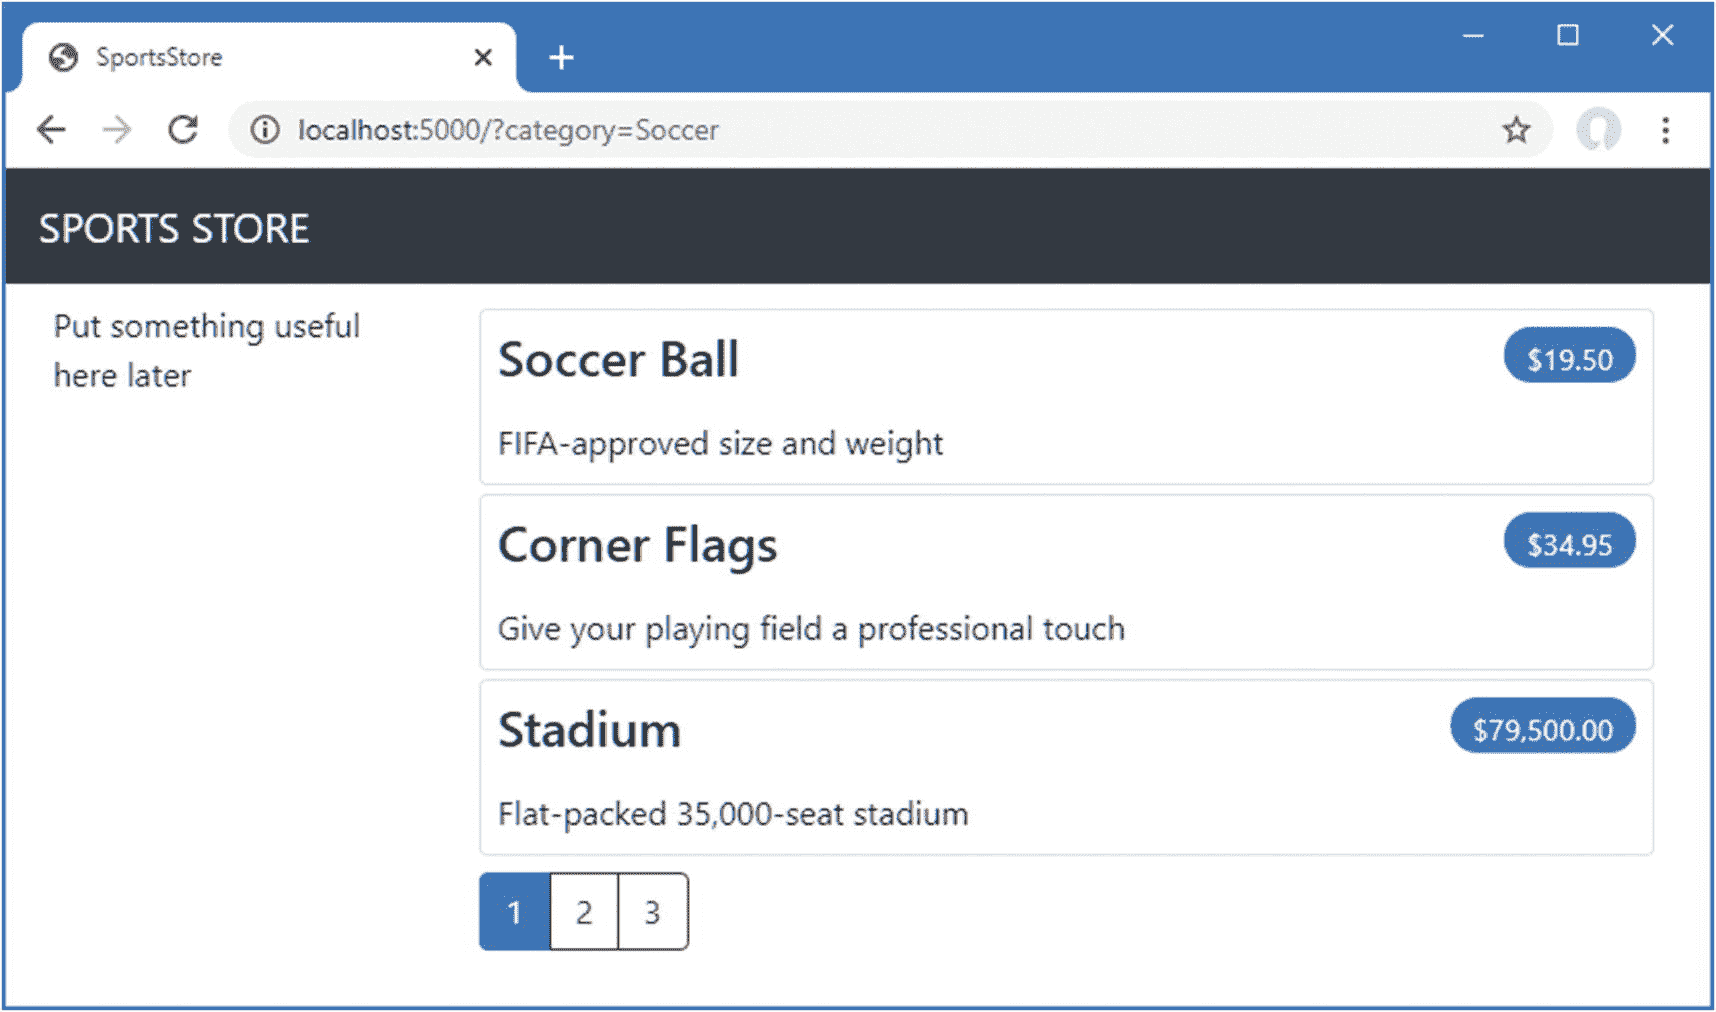 SportsStore
localhost:5000/?category=Soccer
SPORTS STORE
Put something useful
here later
Soccer Ball
$19.50
FIFA-approved size and weight
Corner Flags
$34.95
Give your playing field a professional touch
Stadium
$79,500.00
Flat-packed 35,000-seat stadium
1 2 3